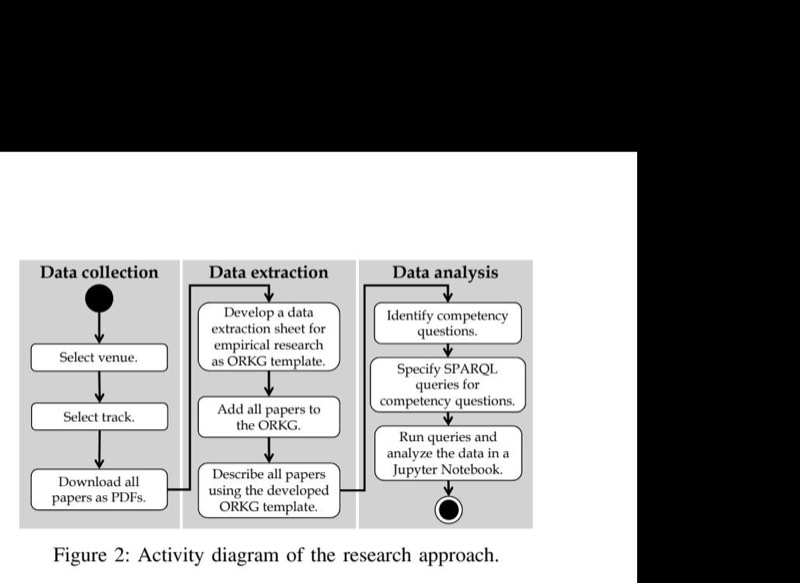 Data collection
Select venue.
Select track.
Download all
papers as PDFs.
Data extraction
Develop a data
extraction sheet for
empirical research
as ORKG template.
Add all papers to
the ORKG.
Describe all papers
using the developed
ORKG template.
Data analysis
Identify competency
questions.
Specify SPARQL
queries for
competency questions.
Run queries and
analyze the data in a
Jupyter Notebook.
Figure 2: Activity diagram of the research approach.